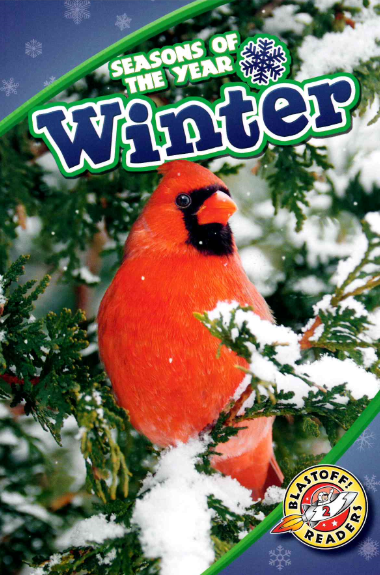 SEASONS OF
THE YEAR
Winter
BLASTOFF!
2
READERS